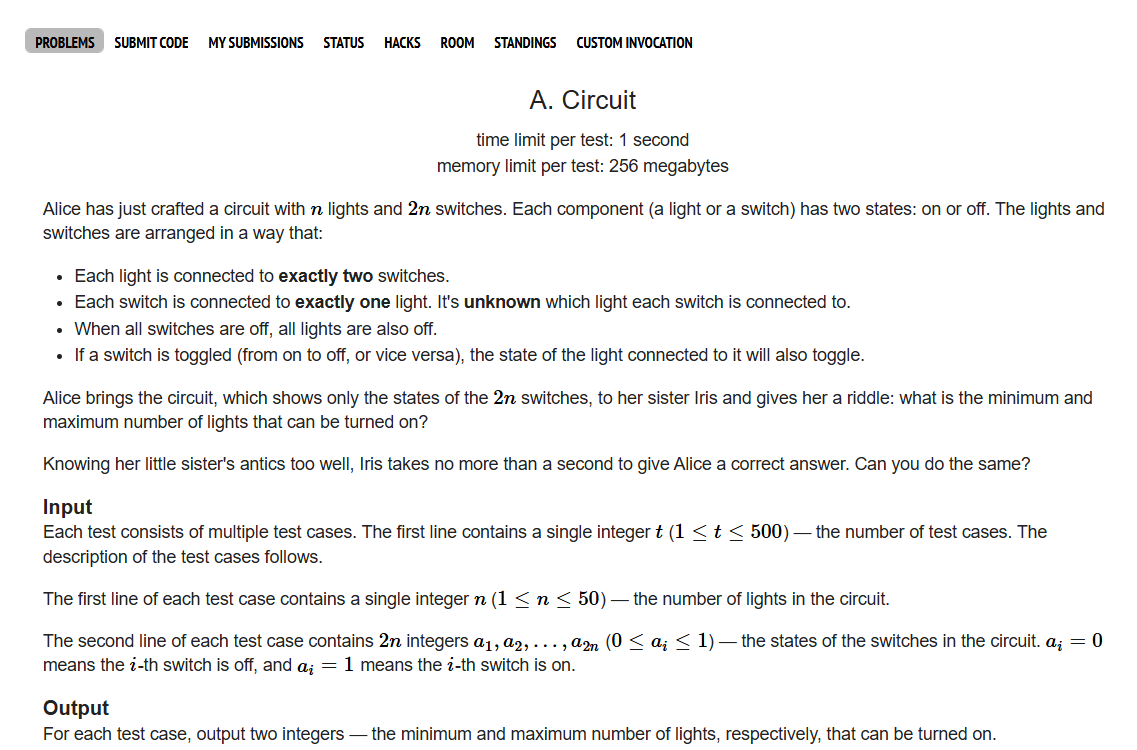 PROBLEMS SUBMIT CODE MY SUBMISSIONS STATUS HACKS ROOM STANDINGS CUSTOM INVOCATION
A. Circuit
time limit per test: 1 second
memory limit per test: 256 megabytes
Alice has just crafted a circuit with n lights and 2n switches. Each component (a light or a switch) has two states: on or off. The lights and
switches are arranged in a way that:
• Each light is connected to exactly two switches.
• Each switch is connected to exactly one light. It's unknown which light each switch is connected to.
• When all switches are off, all lights are also off.
• If a switch is toggled (from on to off, or vice versa), the state of the light connected to it will also toggle.
Alice brings the circuit, which shows only the states of the 2n switches, to her sister Iris and gives her a riddle: what is the minimum and
maximum number of lights that can be turned on?
Knowing her little sister's antics too well, Iris takes no more than a second to give Alice a correct answer. Can you do the same?
Input
Each test consists of multiple test cases. The first line contains a single integer t (1 ≤ t ≤ 500) — the number of test cases. The
description of the test cases follows.
The first line of each test case contains a single integer n (1 ≤ n ≤ 50) — the number of lights in the circuit.
The second line of each test case contains 2n integers a₁, a₂, . . . , a₂ₙ (0 ≤ aᵢ ≤ 1) — the states of the switches in the circuit. aᵢ = 0
means the i-th switch is off, and aᵢ = 1 means the i-th switch is on.
Output
For each test case, output two integers — the minimum and maximum number of lights, respectively, that can be turned on.